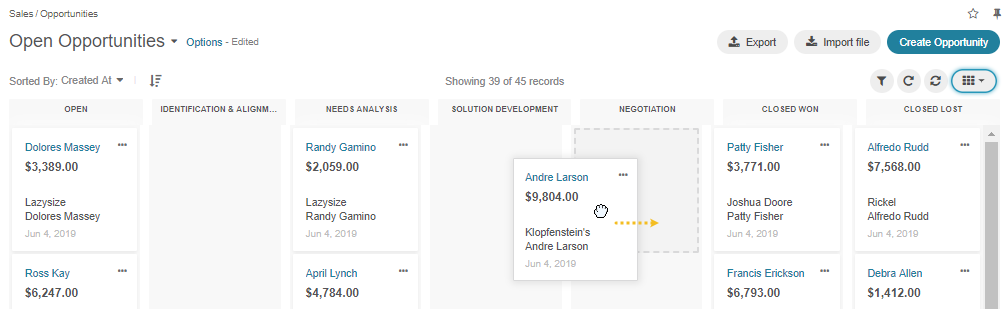 Sales / Opportunities
Open Opportunities Options - Edited
Export Import file Create Opportunity
Sorted By: Created At Showing 39 of 45 records
OPEN IDENTIFICATION & ALIGNM... NEEDS ANALYSIS SOLUTION DEVELOPMENT NEGOTIATION CLOSED WON CLOSED LOST
Dolores Massey
$3,389.00
Lazysize
Dolores Massey
Jun 4, 2019
Ross Kay
$6,247.00
Randy Gamino
$2,059.00
Lazysize
Randy Gamino
Jun 4, 2019
April Lynch
$4,784.00
Andre Larson
$9,804.00
Klopfenstein's
Andre Larson
Jun 4, 2019
Patty Fisher
$3,771.00
Joshua Doore
Patty Fisher
Jun 4, 2019
Francis Erickson
$6,793.00
Alfredo Rudd
$7,568.00
Rickel
Alfredo Rudd
Jun 4, 2019
Debra Allen
$1,412.00